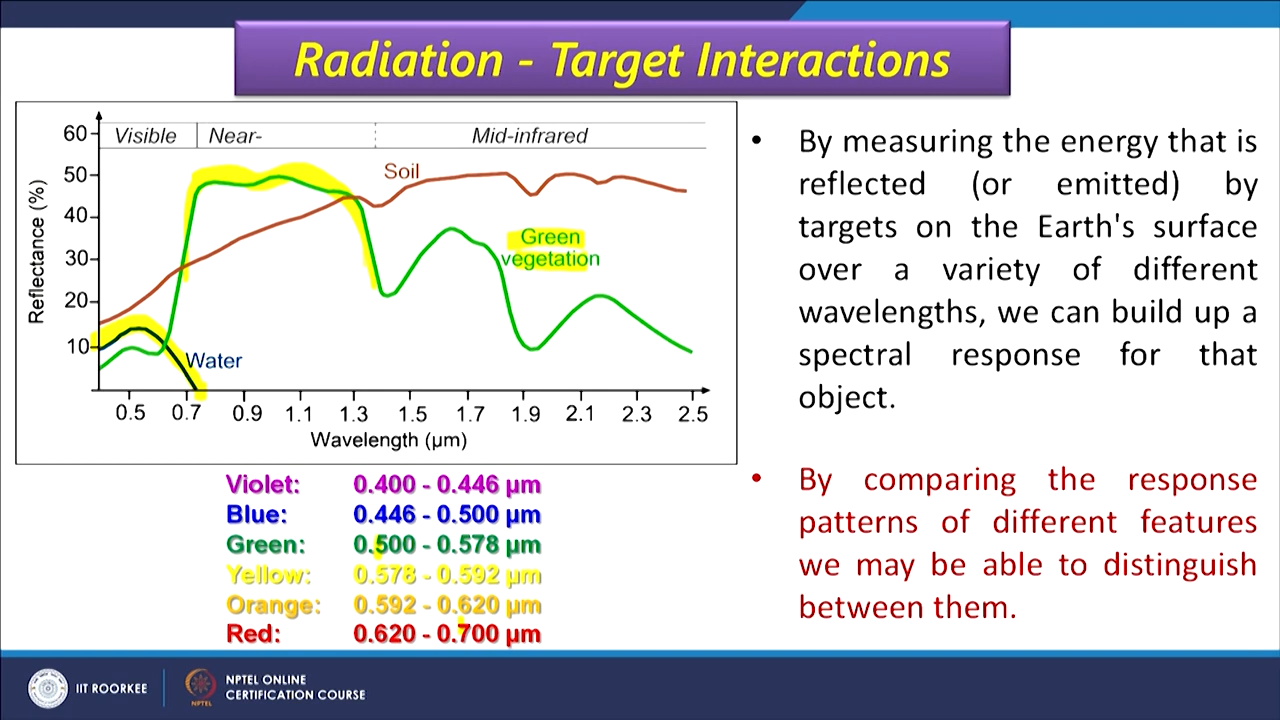 Radiation - Target Interactions
Visible
Near-
Mid-infrared
60
50
40
30
20
10
Reflectance (%)
Soil
Green
vegetation
Water
0.5 0.7 0.9 1.1 1.3 1.5 1.7 1.9 2.1 2.3 2.5
Wavelength (µm)
Violet: 0.400 - 0.446 µm
Blue: 0.446 - 0.500 µm
Green: 0.500 - 0.578 µm
Yellow: 0.578 - 0.592 µm
Orange: 0.592 - 0.620 µm
Red: 0.620 - 0.700 µm
• By measuring the energy that is
reflected (or emitted) by
targets on the Earth's surface
over a variety of different
wavelengths, we can build up a
spectral response for that
object.
• By comparing the response
patterns of different features
we may be able to distinguish
between them.
IIT ROORKEE
NPTEL
NPTEL ONLINE
CERTIFICATION COURSE